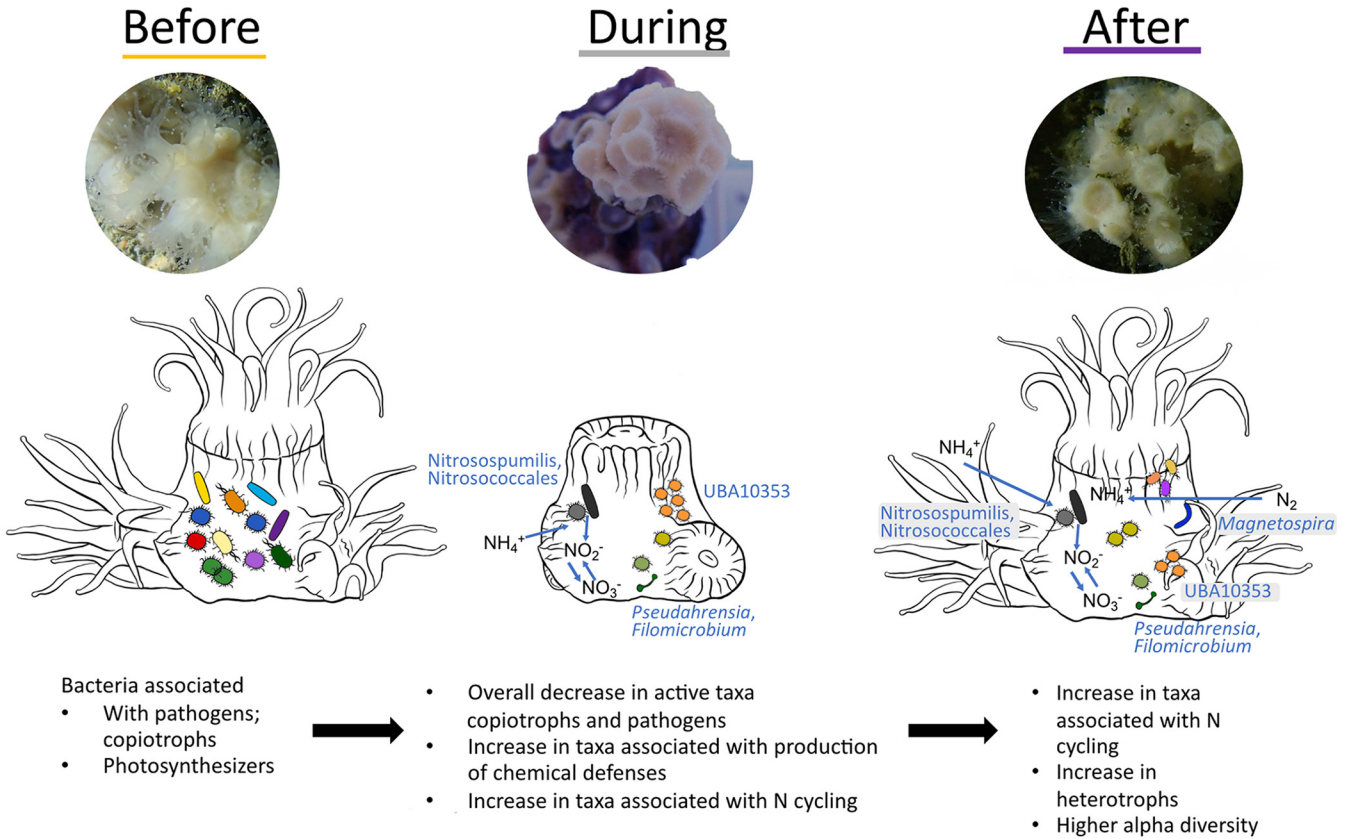 Before
During
After
Nitrosospumilis,
Nitrosococcales
UBA10353
NH₄⁺
NO₂⁻
NO₃⁻
Pseudahrensia,
Filomicrobium
NH₄⁺
NH₄⁺
N₂
Nitrosospumilis,
Nitrosococcales
Magnetospira
NO₂⁻
NO₃⁻
UBA10353
Pseudahrensia,
Filomicrobium
Bacteria associated
• With pathogens;
copiotrophs
• Photosynthesizers
• Overall decrease in active taxa
copiotrophs and pathogens
• Increase in taxa associated with production
of chemical defenses
• Increase in taxa associated with N cycling
• Increase in taxa
associated with N
cycling
• Increase in
heterotrophs
• Higher alpha diversity